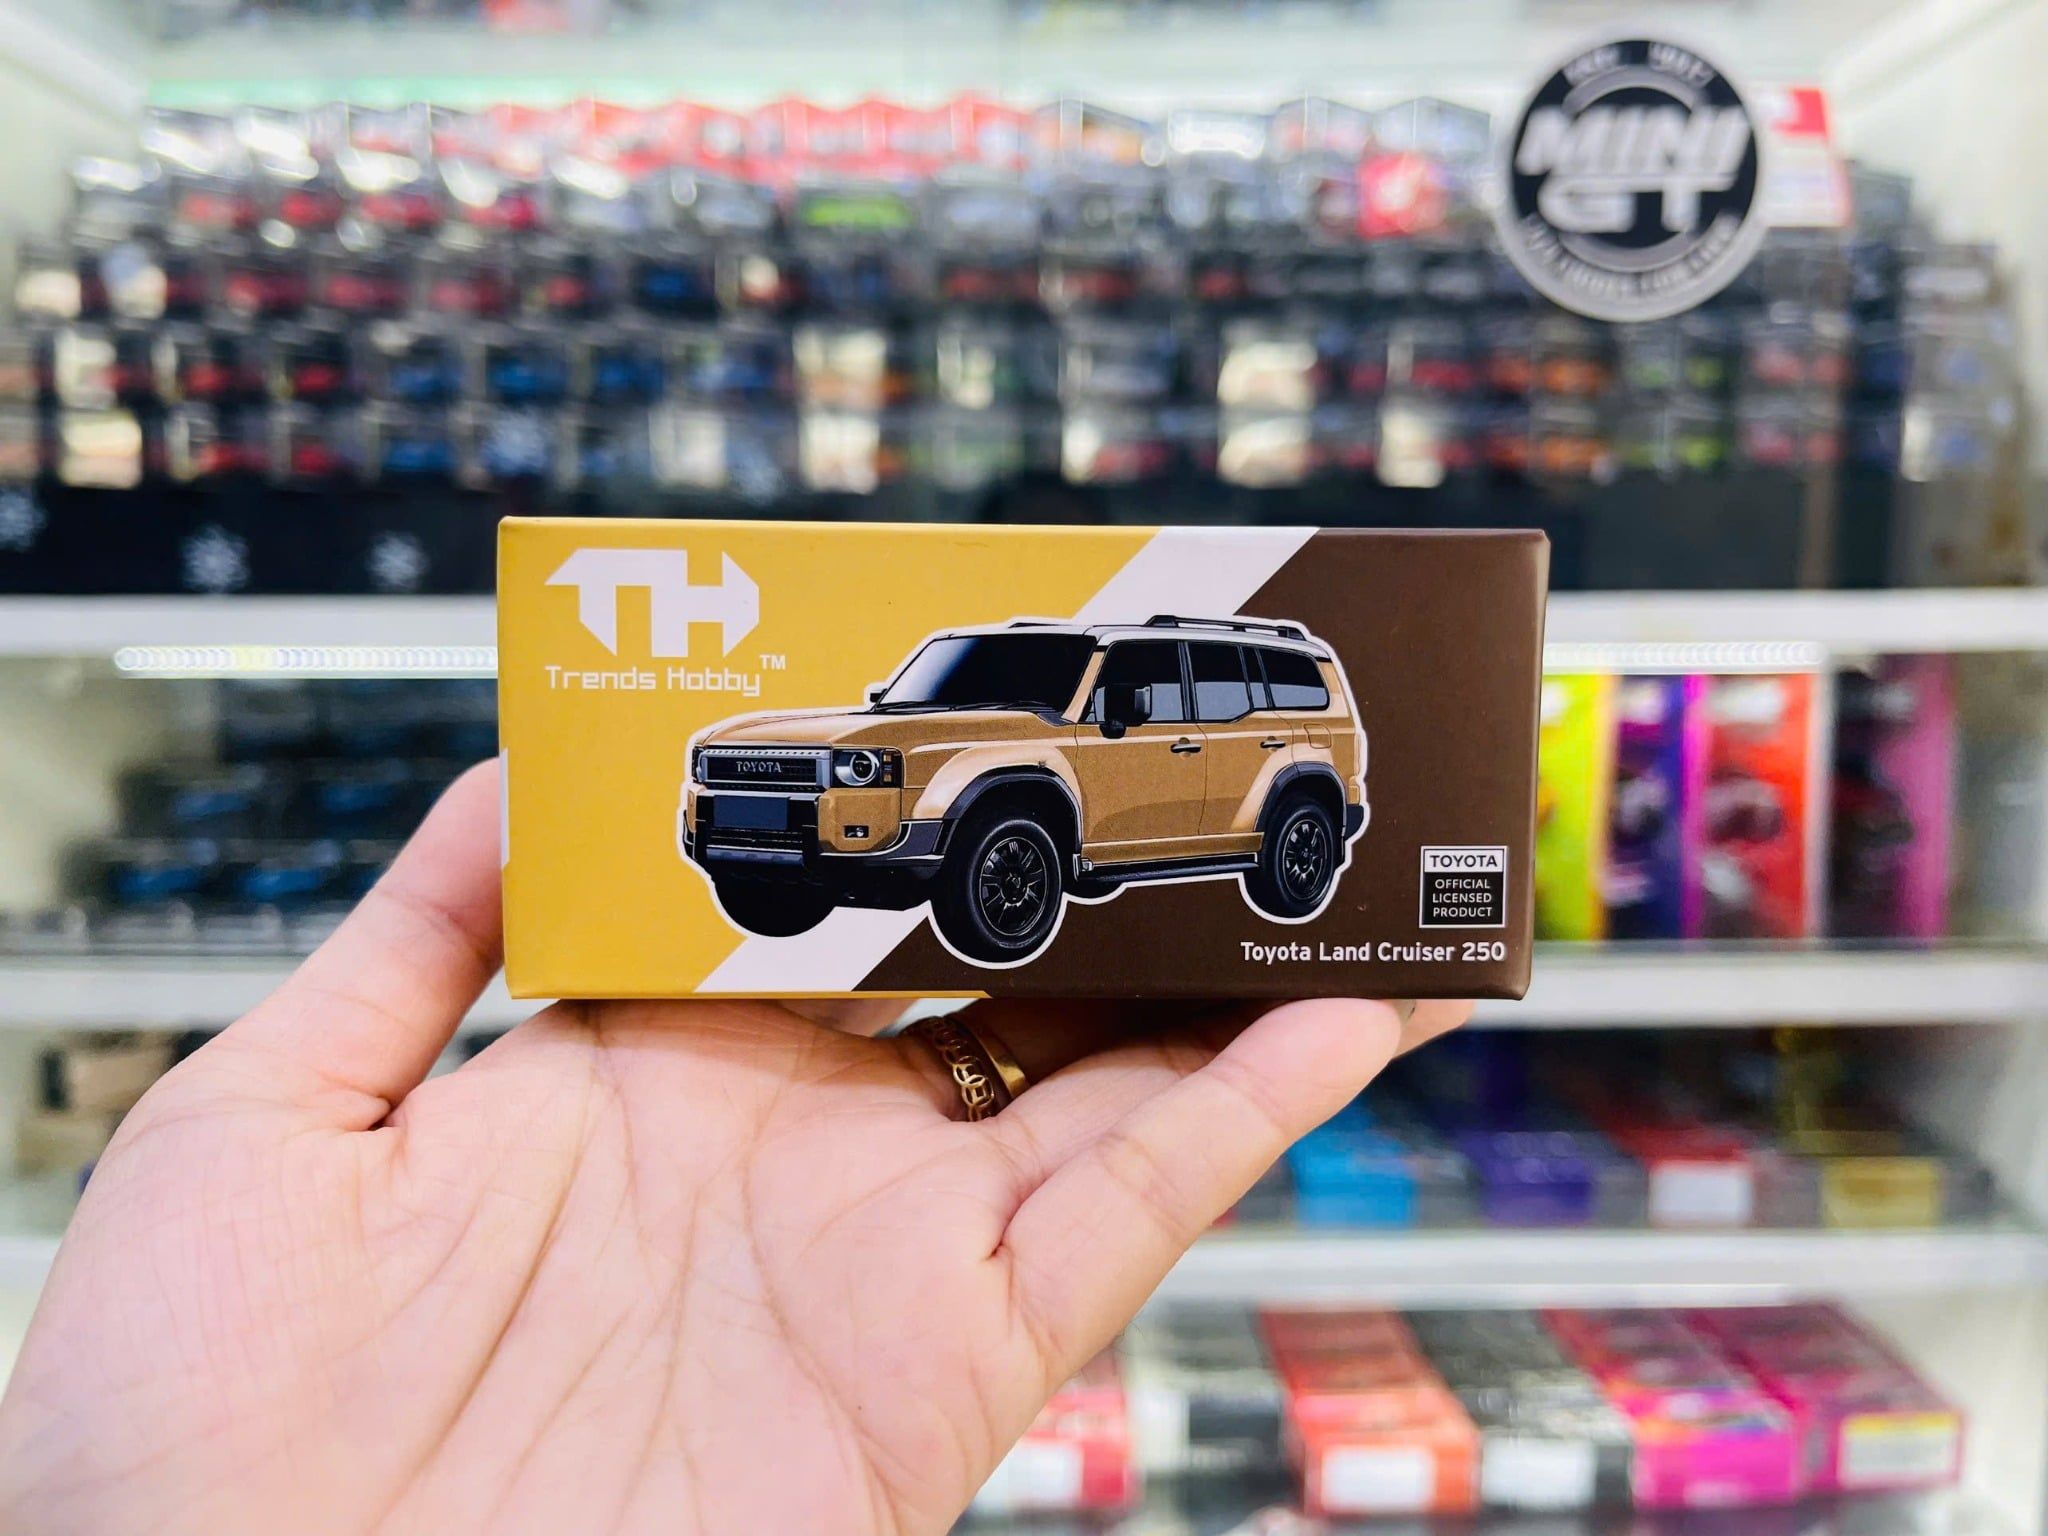 MINI
GT
TH
Trends Hobby™
TOYOTA
TOYOTA
OFFICIAL
LICENSED
PRODUCT
Toyota Land Cruiser 250